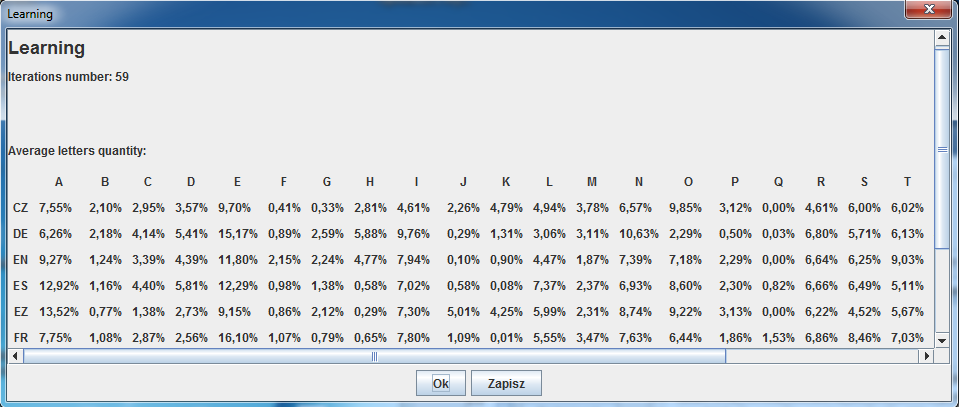 Learning
Learning
Iterations number: 59
Average letters quantity:
A B C D E F G H I J K L M N O P Q R S T
CZ 7,55% 2,10% 2,95% 3,57% 9,70% 0,41% 0,33% 2,81% 4,61% 2,26% 4,79% 4,94% 3,78% 6,57% 9,85% 3,12% 0,00% 4,61% 6,00% 6,02%
DE 6,26% 2,18% 4,14% 5,41% 15,17% 0,89% 2,59% 5,88% 9,76% 0,29% 1,31% 3,06% 3,11% 10,63% 2,29% 0,50% 0,03% 6,80% 5,71% 6,13%
EN 9,27% 1,24% 3,39% 4,39% 11,80% 2,15% 2,24% 4,77% 7,94% 0,10% 0,90% 4,47% 1,87% 7,39% 7,18% 2,29% 0,00% 6,64% 6,25% 9,03%
ES 12,92% 1,16% 4,40% 5,81% 12,29% 0,98% 1,38% 0,58% 7,02% 0,58% 0,08% 7,37% 2,37% 6,93% 8,60% 2,30% 0,82% 6,66% 6,49% 5,11%
EZ 13,52% 0,77% 1,38% 2,73% 9,15% 0,86% 2,12% 0,29% 7,30% 5,01% 4,25% 5,99% 2,31% 8,74% 9,22% 3,13% 0,00% 6,22% 4,52% 5,67%
FR 7,75% 1,08% 2,87% 2,56% 16,10% 1,07% 0,79% 0,65% 7,80% 1,09% 0,01% 5,55% 3,47% 7,63% 6,44% 1,86% 1,53% 6,86% 8,46% 7,03%
Ok Zapisz